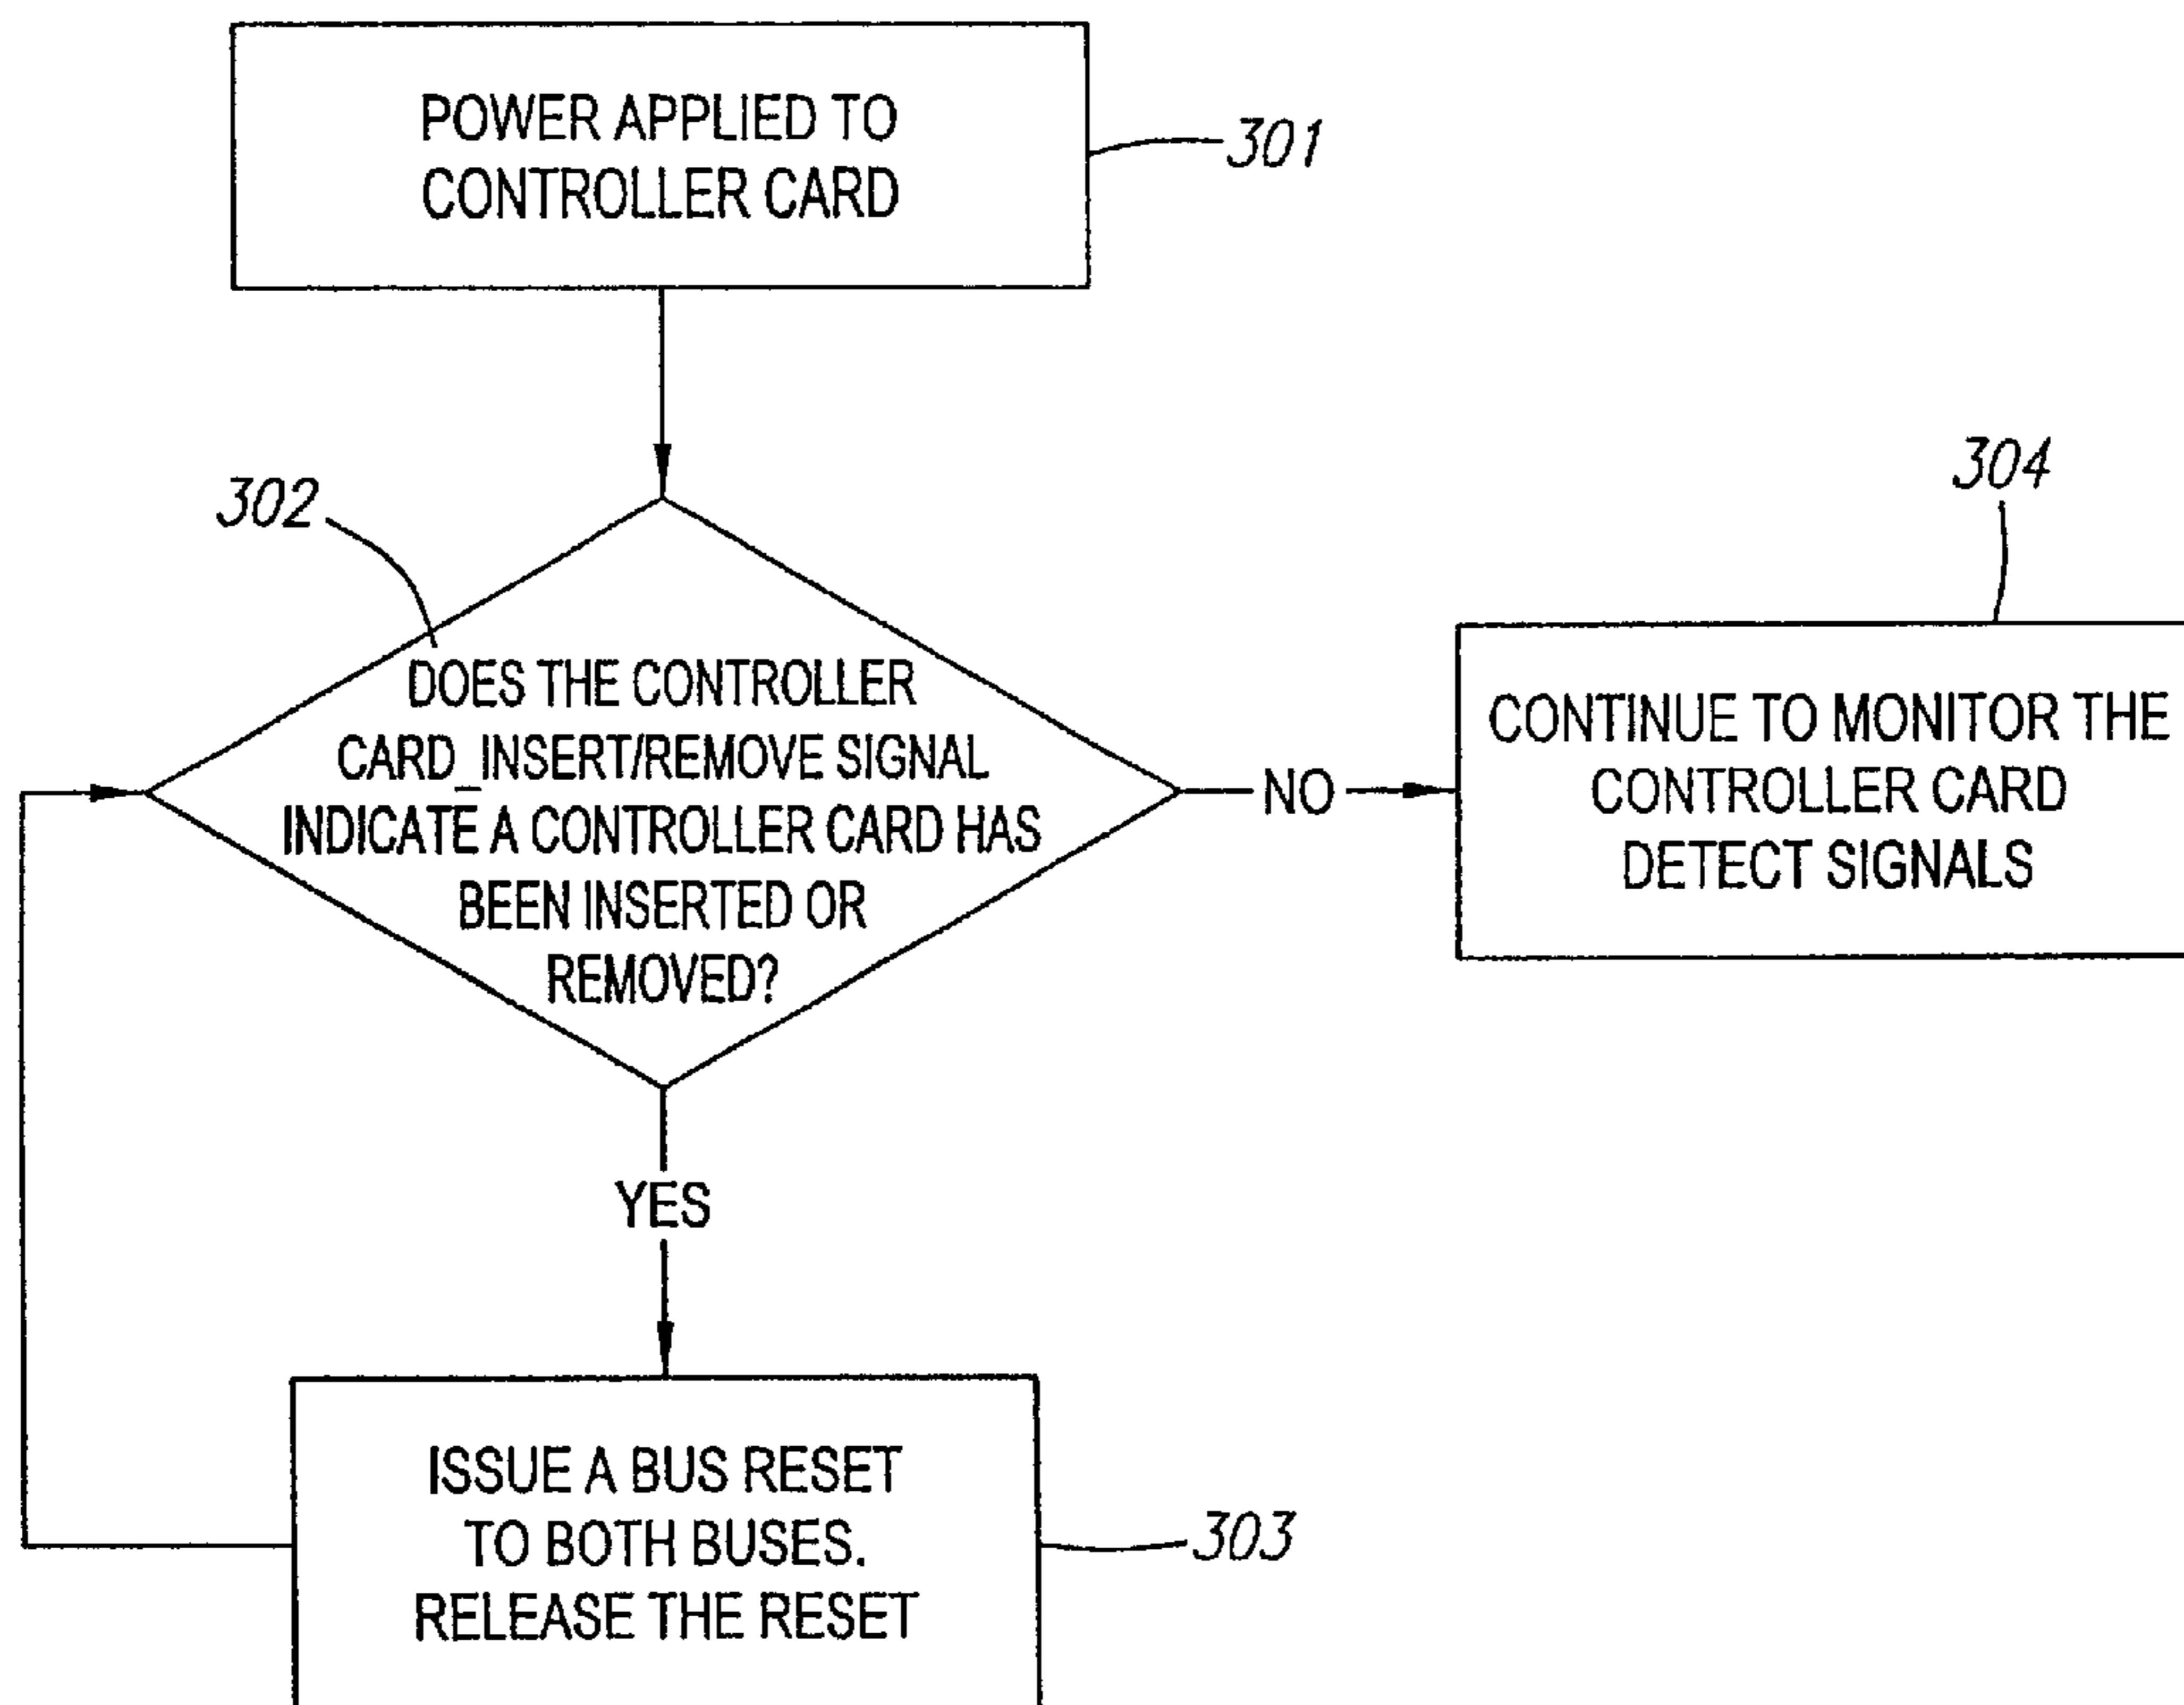 POWER APPLIED TO
CONTROLLER CARD
301
302
304
DOES THE CONTROLLER
CARD_INSERT/REMOVE SIGNAL
INDICATE A CONTROLLER CARD HAS
BEEN INSERTED OR
REMOVED?
NO
CONTINUE TO MONITOR THE
CONTROLLER CARD
DETECT SIGNALS
YES
ISSUE A BUS RESET
TO BOTH BUSES.
RELEASE THE RESET
303